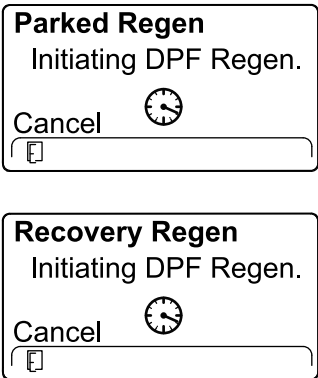 Parked Regen
Initiating DPF Regen.
Cancel
Recovery Regen
Initiating DPF Regen.
Cancel